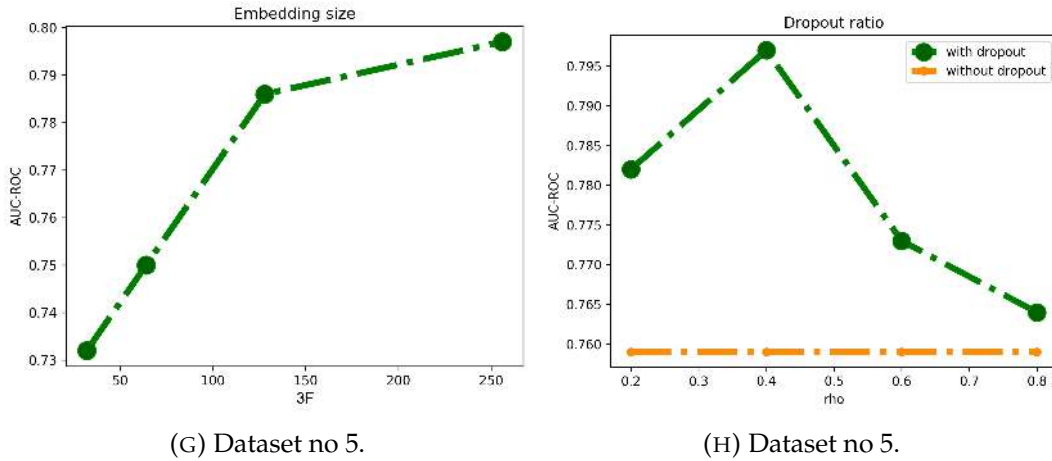 Embedding size
0.80
0.79
0.78
0.77
0.76
0.75
0.74
0.73
AUC-ROC
50
100
150
200
250
3F
(G) Dataset no 5.
Dropout ratio
with dropout
without dropout
0.795
0.790
0.785
0.780
0.775
0.770
0.765
0.760
AUC-ROC
0.2
0.3
0.4
0.5
0.6
0.7
0.8
rho
(H) Dataset no 5.